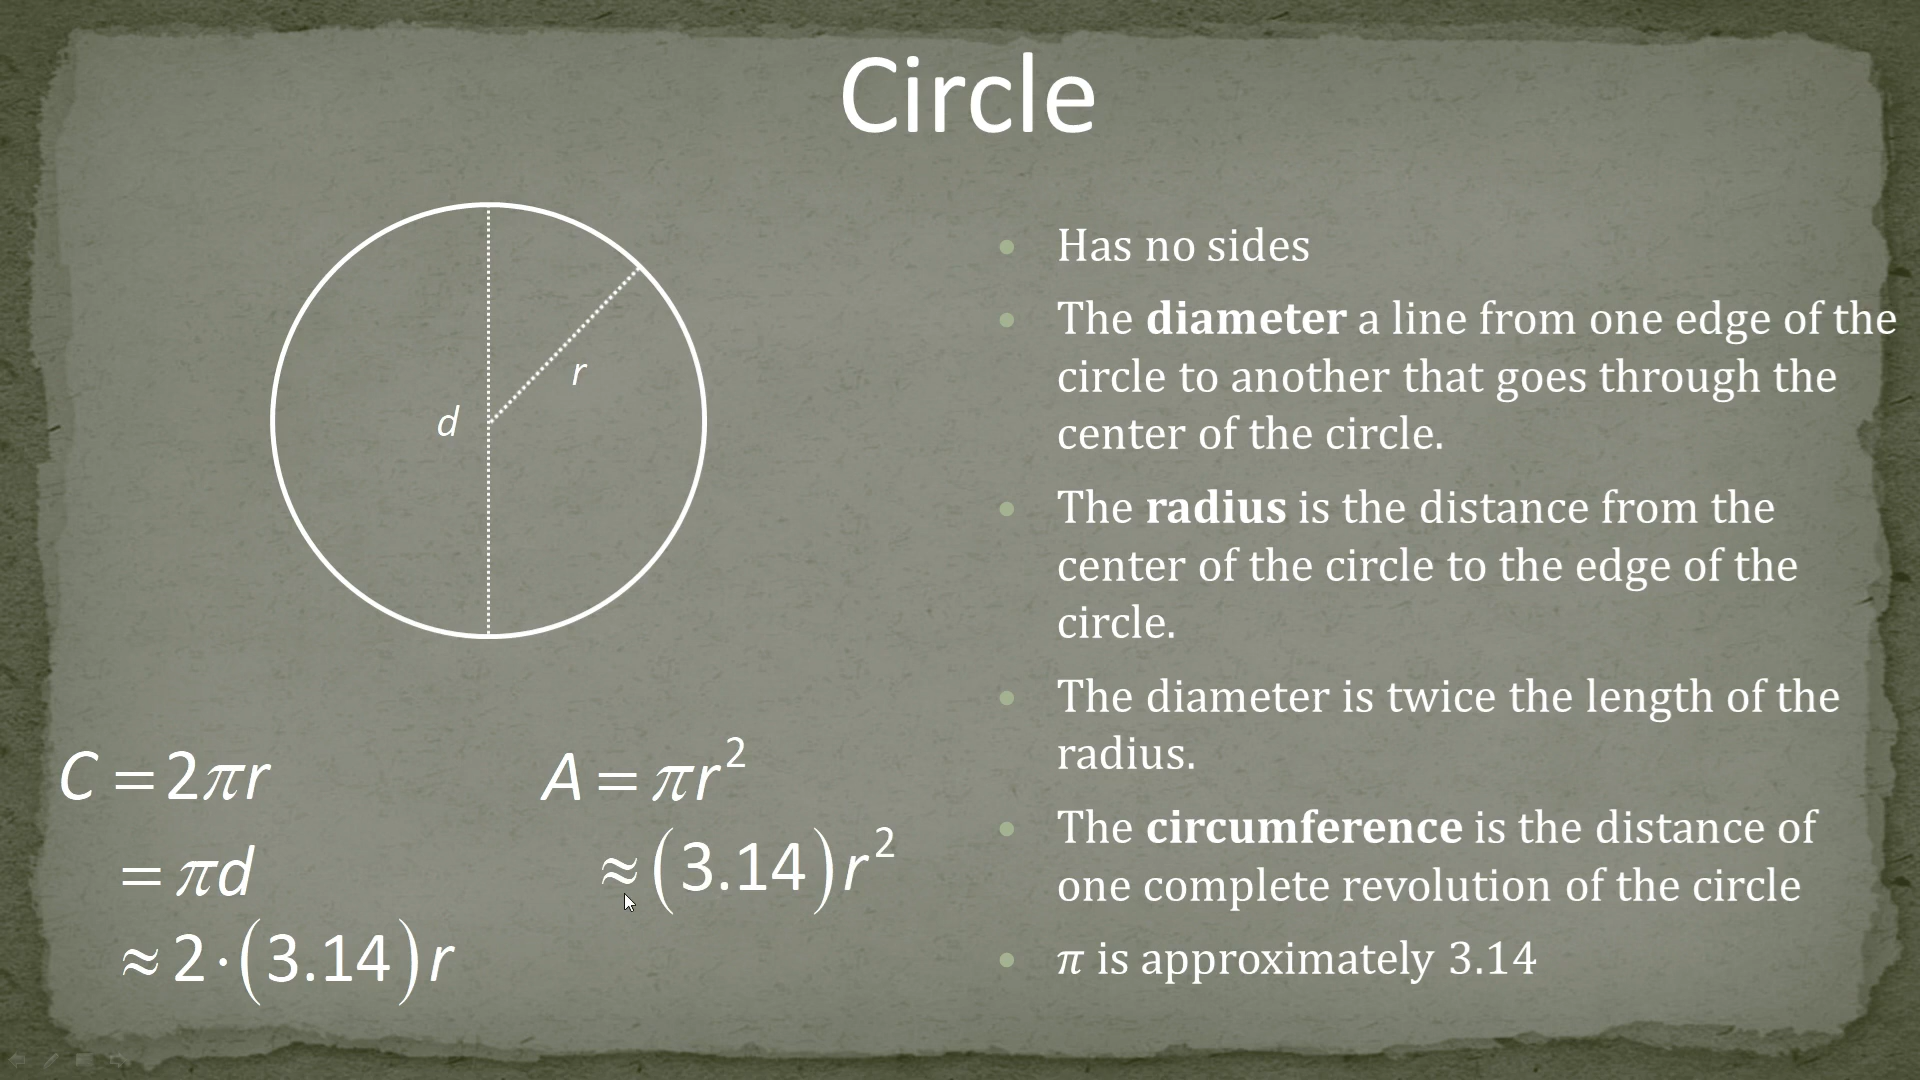 Circle
d
r
C = 2πr
= πd
≈ 2·(3.14)r
A = πr²
≈ (3.14)r²
• Has no sides
• The diameter a line from one edge of the
circle to another that goes through the
center of the circle.
• The radius is the distance from the
center of the circle to the edge of the
circle.
• The diameter is twice the length of the
radius.
• The circumference is the distance of
one complete revolution of the circle
• π is approximately 3.14